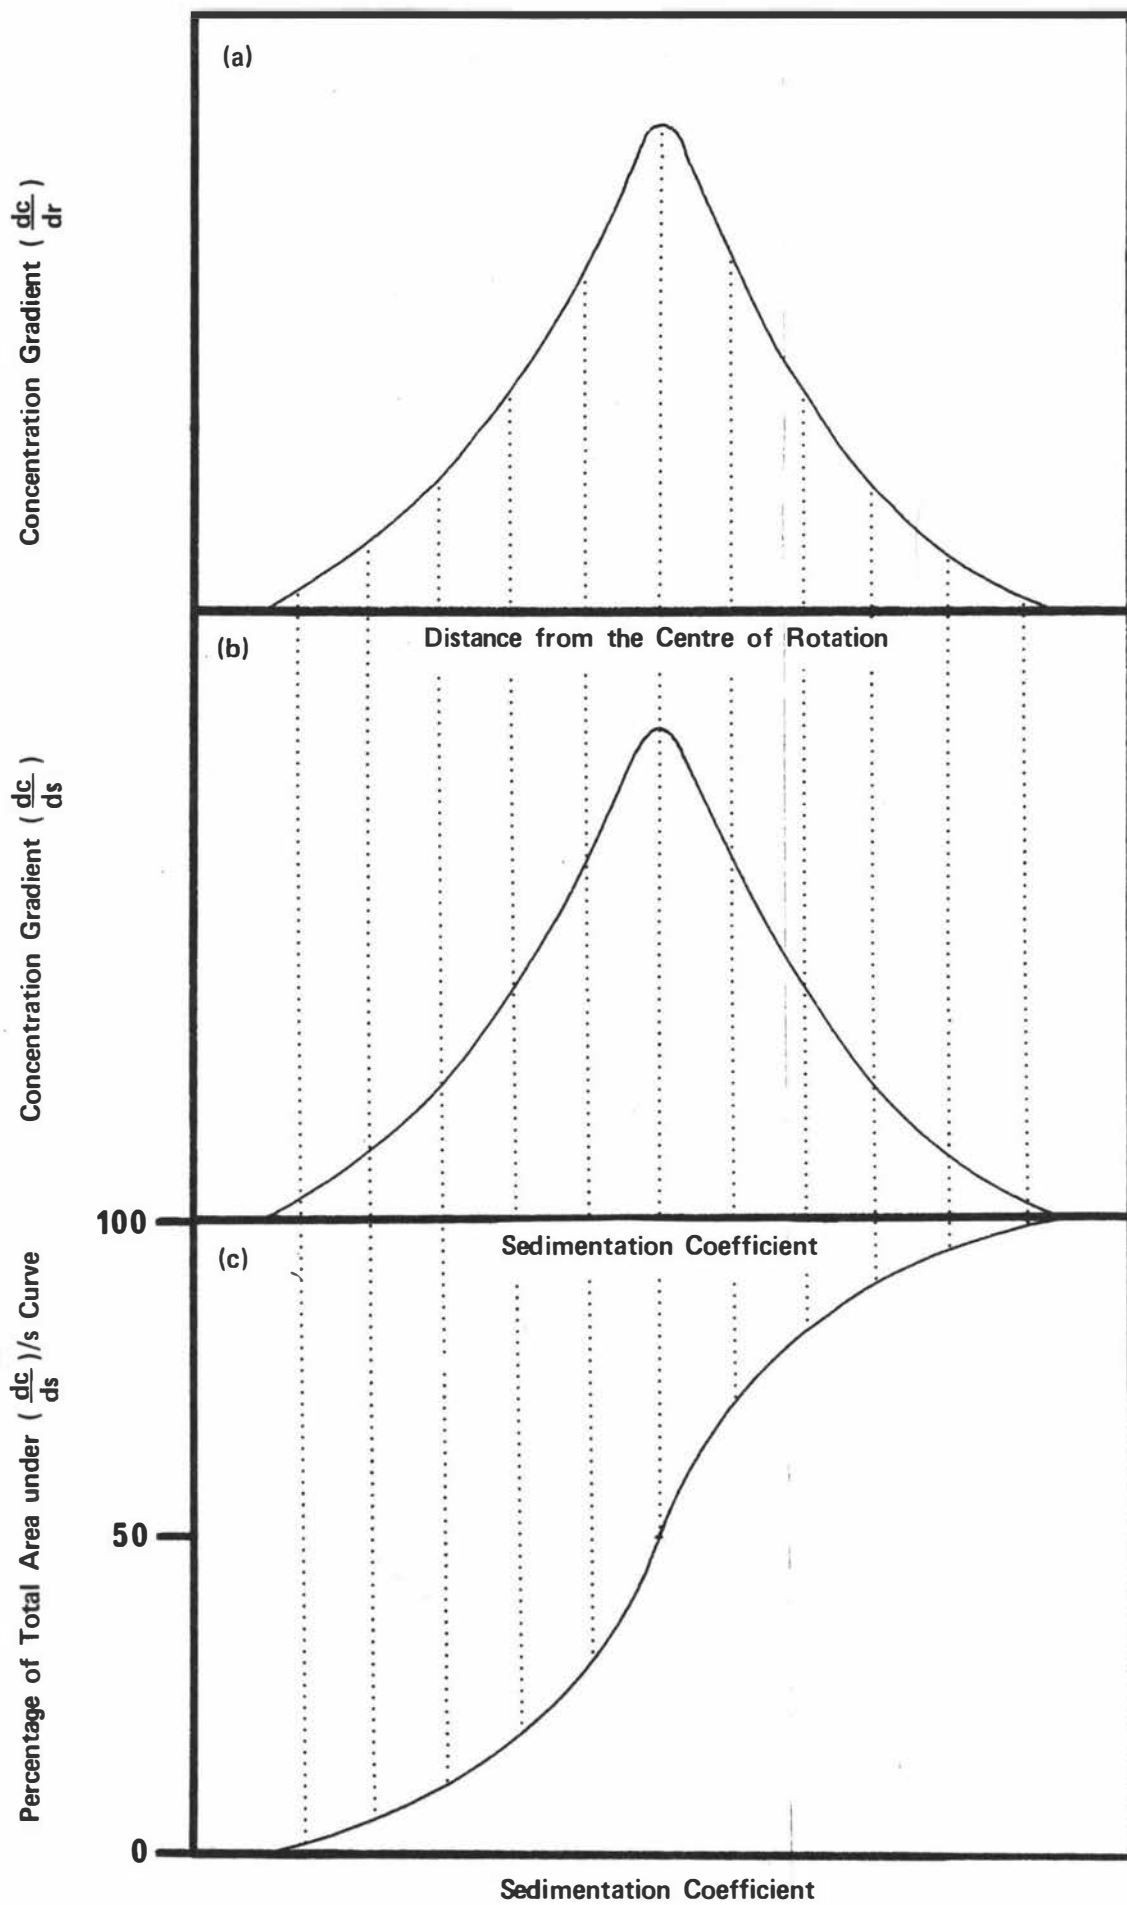 (a)
Concentration Gradient ( dc/dr )
Distance from the Centre of Rotation
(b)
Concentration Gradient ( dc/ds )
Sedimentation Coefficient
(c)
Percentage of Total Area under ( dc/ds )/s Curve
100
50
0
Sedimentation Coefficient